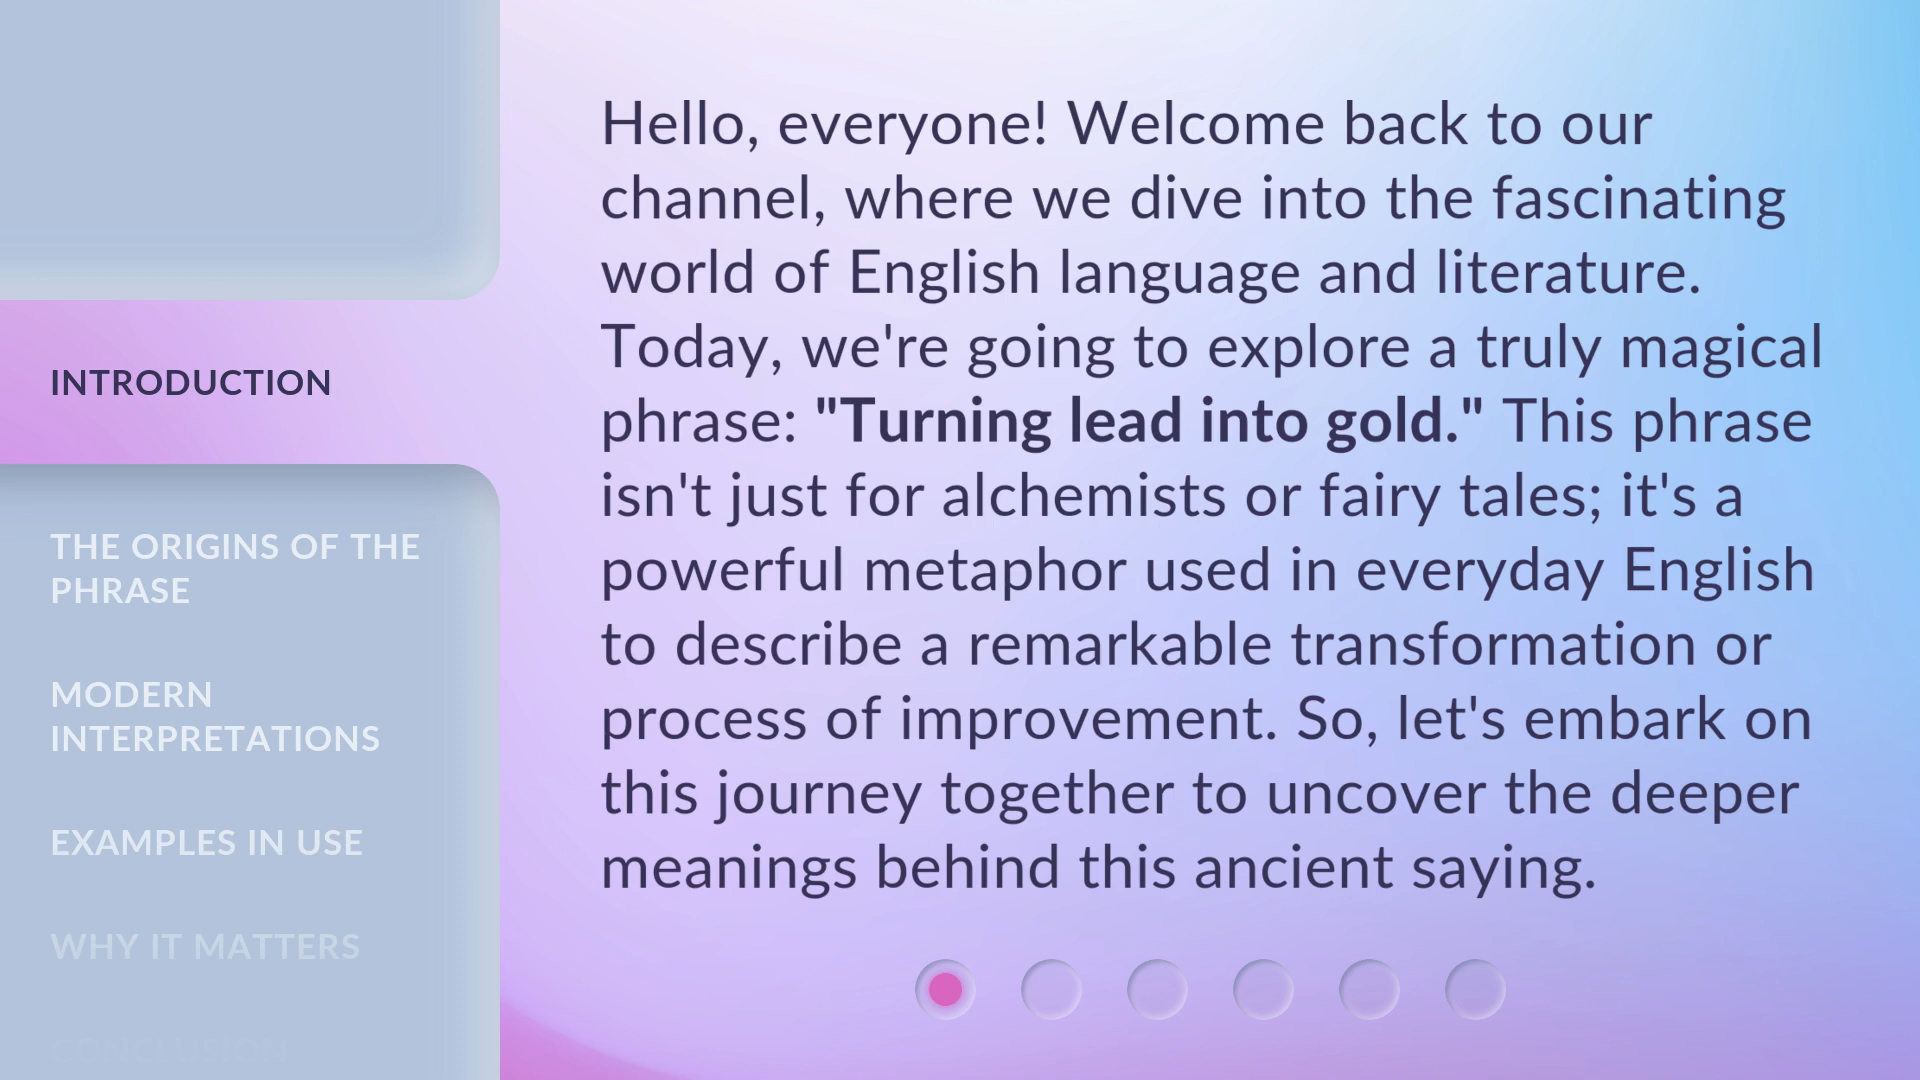 INTRODUCTION
THE ORIGINS OF THE
PHRASE
MODERN
INTERPRETATIONS
EXAMPLES IN USE
WHY IT MATTERS
CONCLUSION
Hello, everyone! Welcome back to our
channel, where we dive into the fascinating
world of English language and literature.
Today, we're going to explore a truly magical
phrase: "Turning lead into gold." This phrase
isn't just for alchemists or fairy tales; it's a
powerful metaphor used in everyday English
to describe a remarkable transformation or
process of improvement. So, let's embark on
this journey together to uncover the deeper
meanings behind this ancient saying.